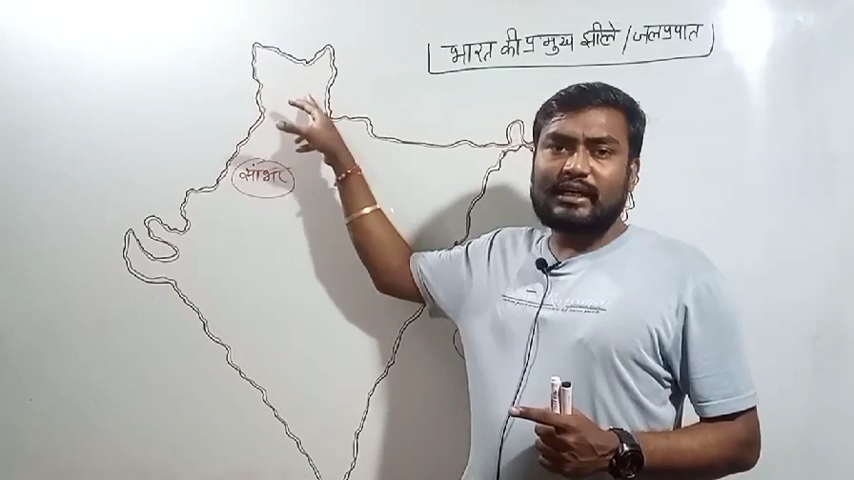 भारत की प्रमुख झीले / जलप्रपात
सांभर